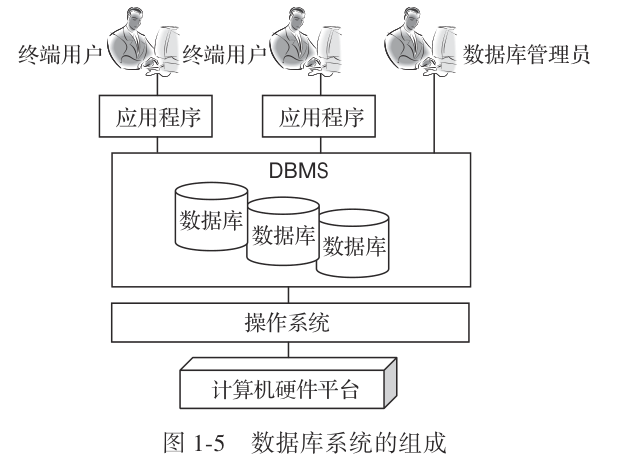 终端用户 终端用户 数据库管理员
应用程序 应用程序
DBMS
数据库 数据库 数据库
操作系统
计算机硬件平台
图 1-5 数据库系统的组成